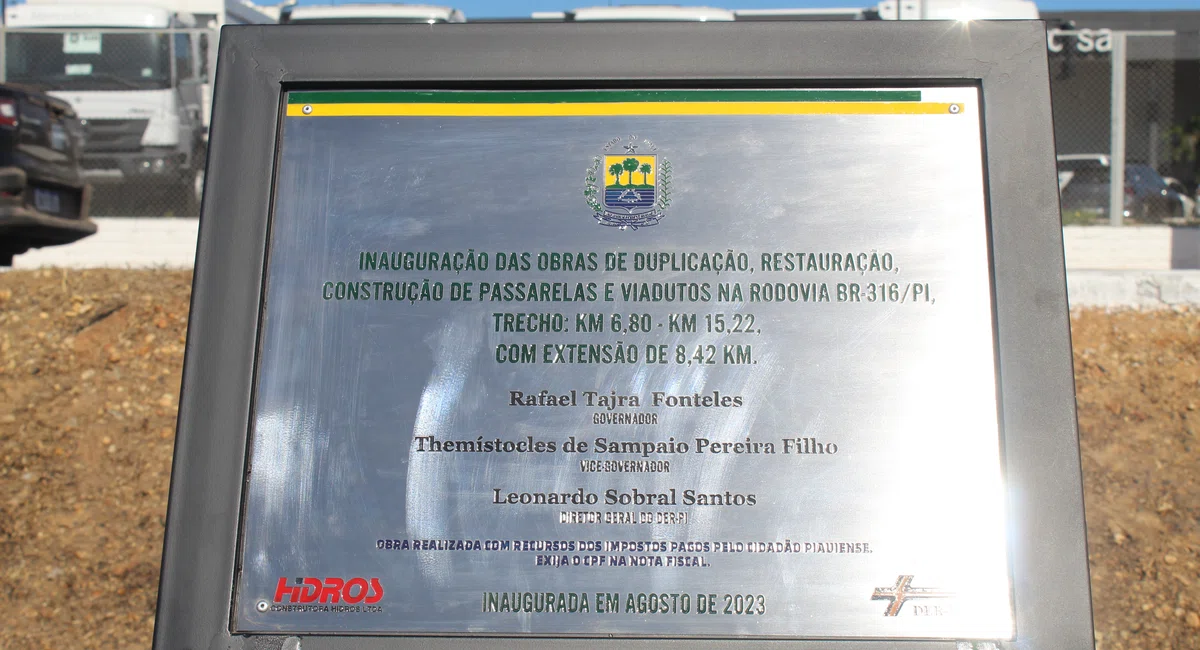 INAUGURAÇÃO DAS OBRAS DE DUPLICAÇÃO, RESTAURAÇÃO,
CONSTRUÇÃO DE PASSARELAS E VIADUTOS NA RODOVIA BR-316/PI,
TRECHO: KM 6,80 - KM 15,22,
COM EXTENSÃO DE 8,42 KM.
Rafael Tajra Fonteles
GOVERNADOR
Themístocles de Sampaio Pereira Filho
VICE-GOVERNADOR
Leonardo Sobral Santos
DIRETOR GERAL DO DER-PI
OBRA REALIZADA COM RECURSOS DOS IMPOSTOS PAGOS PELO CIDADÃO PIAUIENSE.
EXIJA O CPF NA NOTA FISCAL.
HIDROS
CONSTRUTORA HIDROS LTDA
INAUGURADA EM AGOSTO DE 2023
DER-